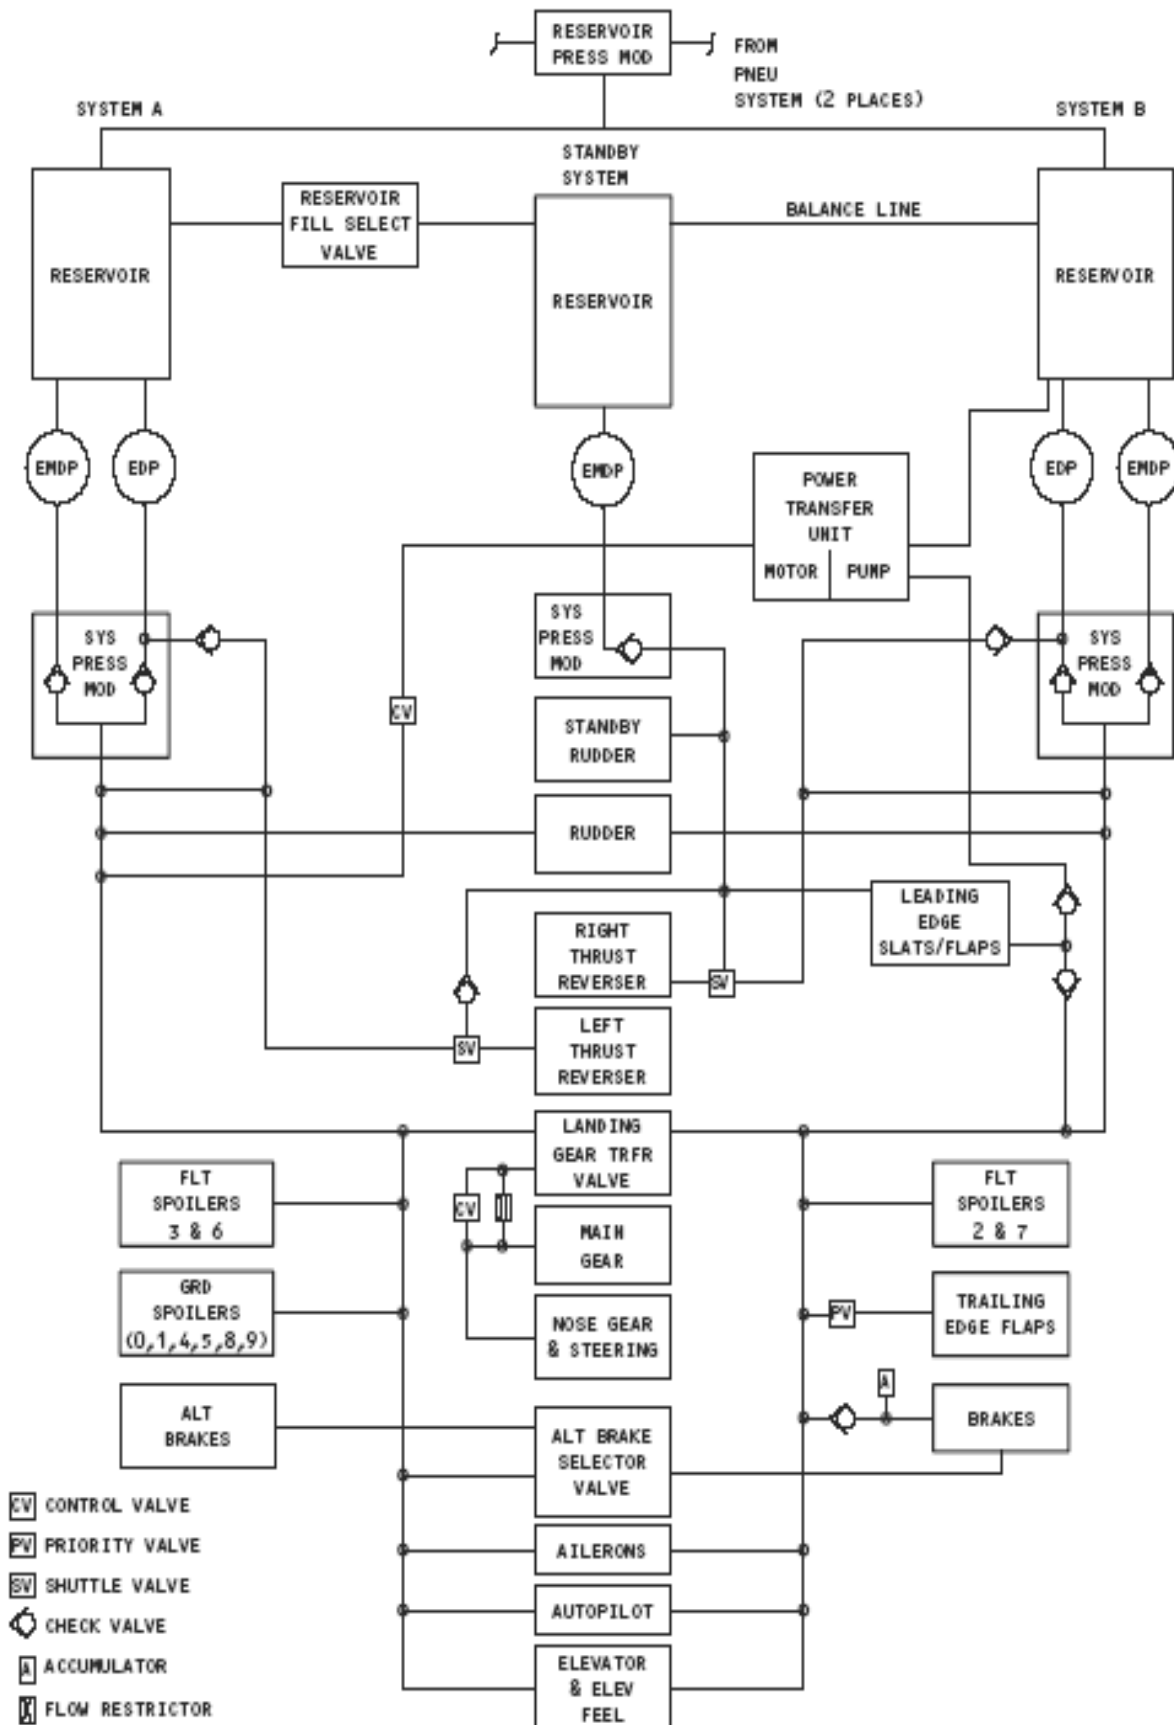 RESERVOIR
PRESS MOD
FROM
PNEU
SYSTEM (2 PLACES)
SYSTEM A
SYSTEM B
STANDBY
SYSTEM
RESERVOIR
FILL SELECT
VALVE
BALANCE LINE
RESERVOIR
RESERVOIR
RESERVOIR
EMDP
EDP
EMDP
EDP
EMDP
POWER
TRANSFER
UNIT
MOTOR
PUMP
SYS
PRESS
MOD
SYS
PRESS
MOD
SYS
PRESS
MOD
CV
STANDBY
RUDDER
RUDDER
LEADING
EDGE
SLATS/FLAPS
RIGHT
THRUST
REVERSER
SV
LEFT
THRUST
REVERSER
SV
LANDING
GEAR TRFR
VALVE
FLT
SPOILERS
3 & 6
CV
FLT
SPOILERS
2 & 7
MAIN
GEAR
GRD
SPOILERS
(0,1,4,5,8,9)
NOSE GEAR
& STEERING
PV
TRAILING
EDGE FLAPS
A
ALT
BRAKES
ALT BRAKE
SELECTOR
VALVE
BRAKES
AILERONS
AUTOPILOT
ELEVATOR
& ELEV
FEEL
CV CONTROL VALVE
PV PRIORITY VALVE
SV SHUTTLE VALVE
CHECK VALVE
A ACCUMULATOR
FLOW RESTRICTOR